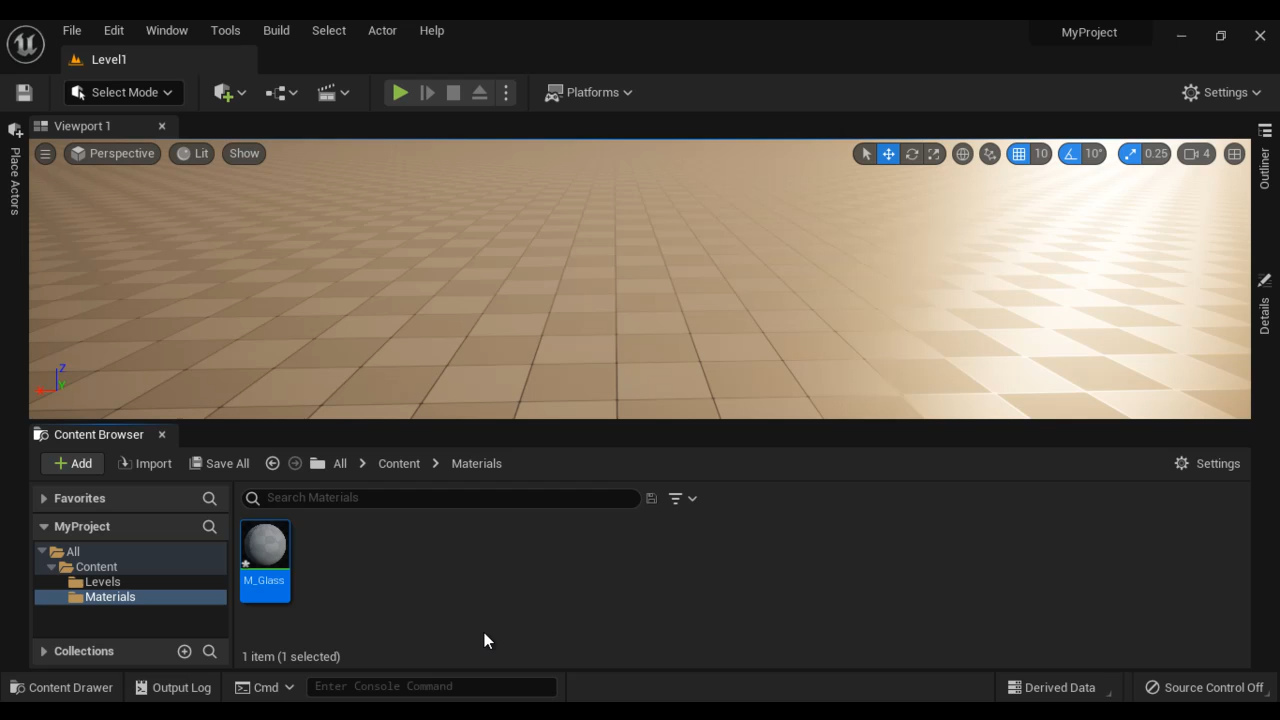 File Edit Window Tools Build Select Actor Help
MyProject
Level1
Select Mode
Platforms
Settings
Viewport 1
Place Actors
Perspective
Lit
Show
10
10°
0.25
4
Outliner
Details
Z
Y
Content Browser
Add
Import
Save All
All
Content
Materials
Settings
Favorites
Search Materials
MyProject
All
Content
Levels
Materials
M_Glass
Collections
1 item (1 selected)
Content Drawer
Output Log
Cmd
Enter Console Command
Derived Data
Source Control Off